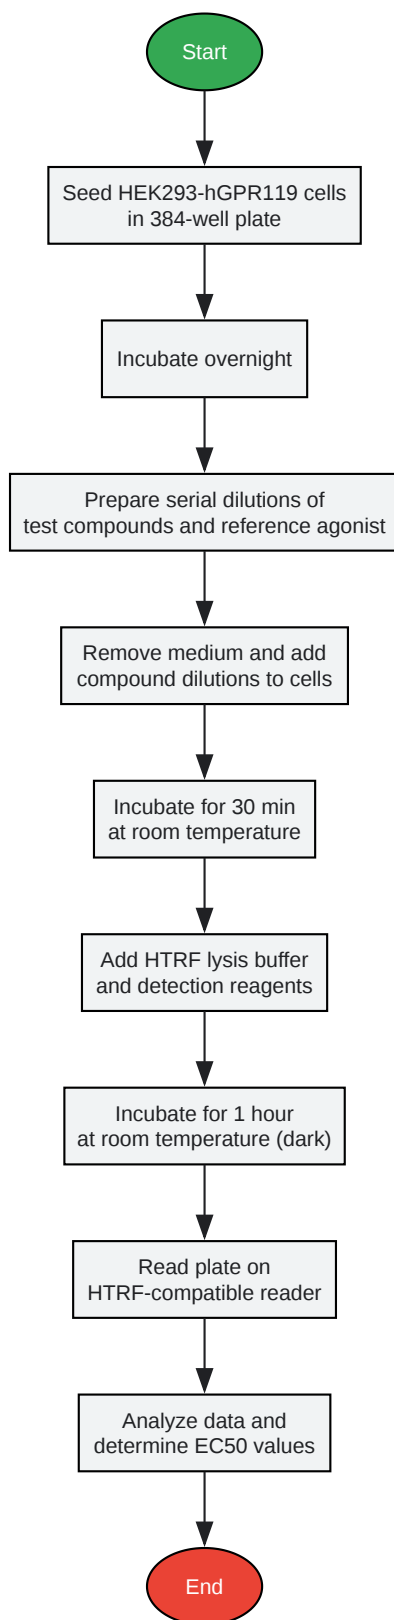 Start
Seed HEK293-hGPR119 cells
in 384-well plate
Incubate overnight
Prepare serial dilutions of
test compounds and reference agonist
Remove medium and add
compound dilutions to cells
Incubate for 30 min
at room temperature
Add HTRF lysis buffer
and detection reagents
Incubate for 1 hour
at room temperature (dark)
Read plate on
HTRF-compatible reader
Analyze data and
determine EC50 values
End